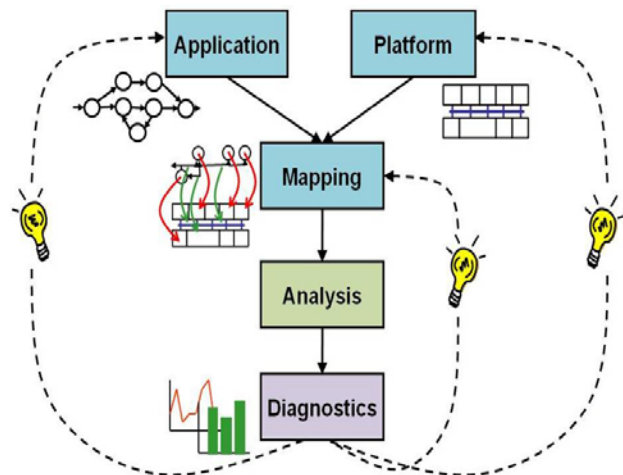 Application
Platform
Mapping
Analysis
Diagnostics